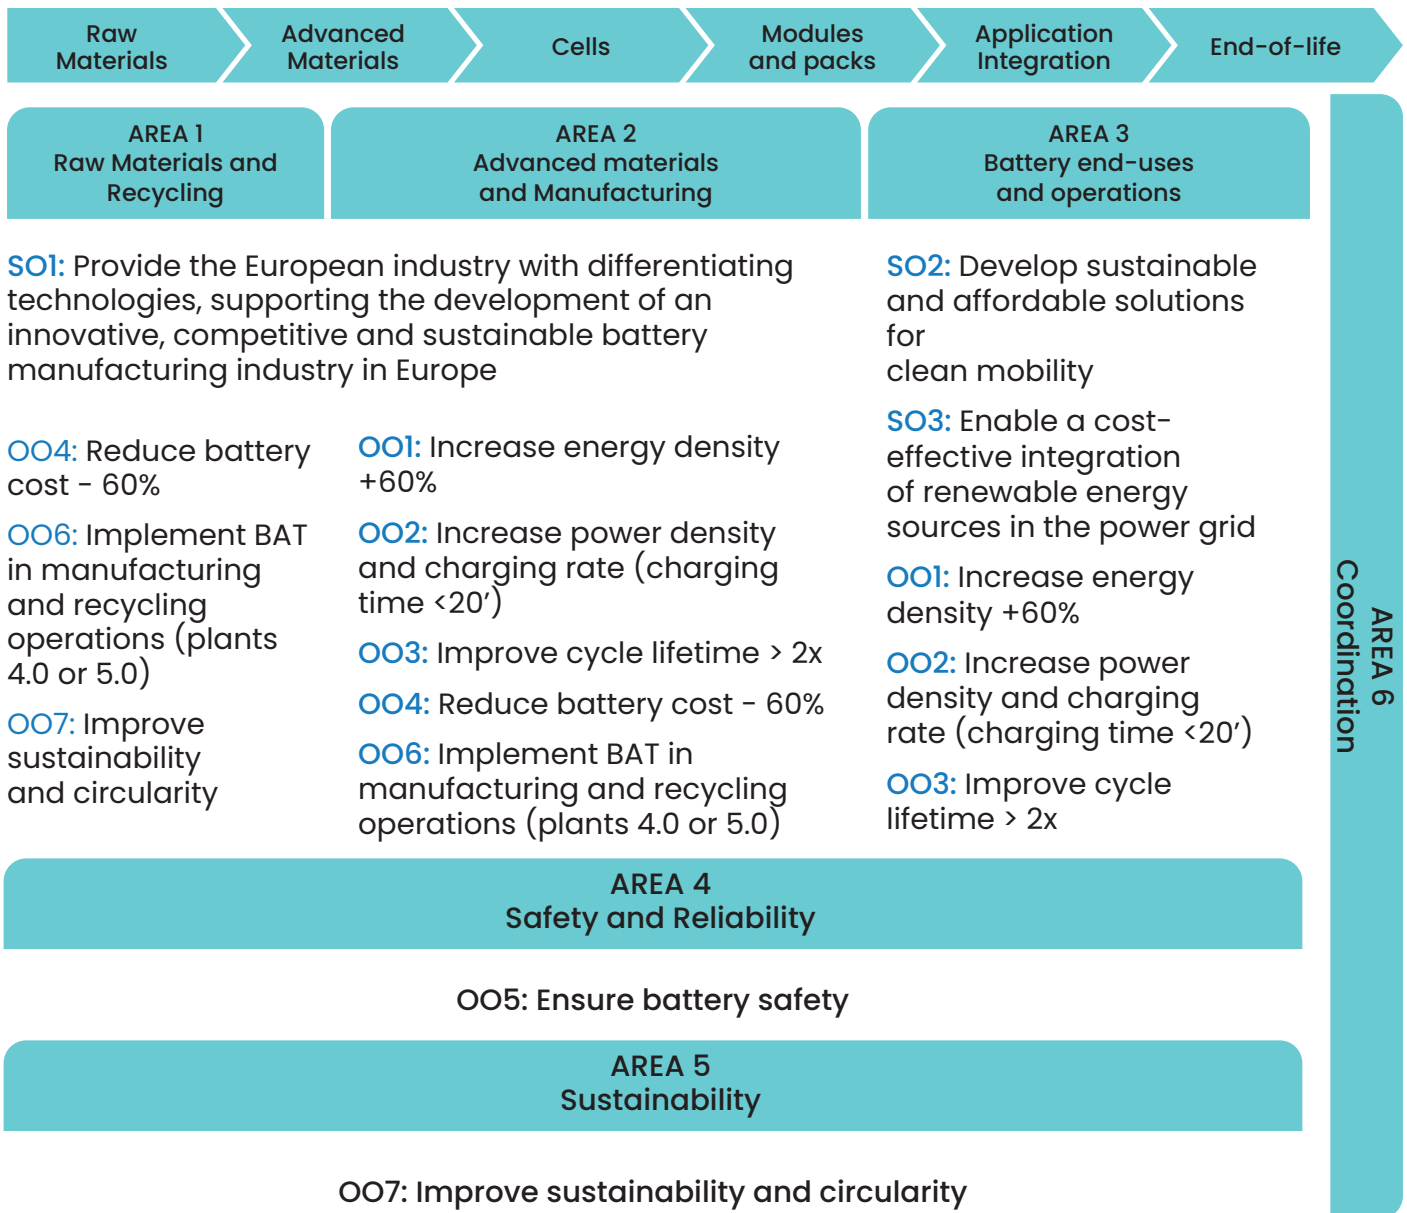 Raw
Materials
Advanced
Materials
Cells
Modules
and packs
Application
Integration
End-of-life
AREA 1
Raw Materials and
Recycling
AREA 2
Advanced materials
and Manufacturing
AREA 3
Battery end-uses
and operations
SO1: Provide the European industry with differentiating
technologies, supporting the development of an
innovative, competitive and sustainable battery
manufacturing industry in Europe
OO4: Reduce battery
cost - 60%
OO6: Implement BAT
in manufacturing
and recycling
operations (plants
4.0 or 5.0)
OO7: Improve
sustainability
and circularity
OO1: Increase energy density
+60%
OO2: Increase power density
and charging rate (charging
time <20’)
OO3: Improve cycle lifetime > 2x
OO4: Reduce battery cost - 60%
OO6: Implement BAT in
manufacturing and recycling
operations (plants 4.0 or 5.0)
SO2: Develop sustainable
and affordable solutions
for
clean mobility
SO3: Enable a cost-
effective integration
of renewable energy
sources in the power grid
OO1: Increase energy
density +60%
OO2: Increase power
density and charging
rate (charging time <20’)
OO3: Improve cycle
lifetime > 2x
AREA 6
Coordination
AREA 4
Safety and Reliability
OO5: Ensure battery safety
AREA 5
Sustainability
OO7: Improve sustainability and circularity